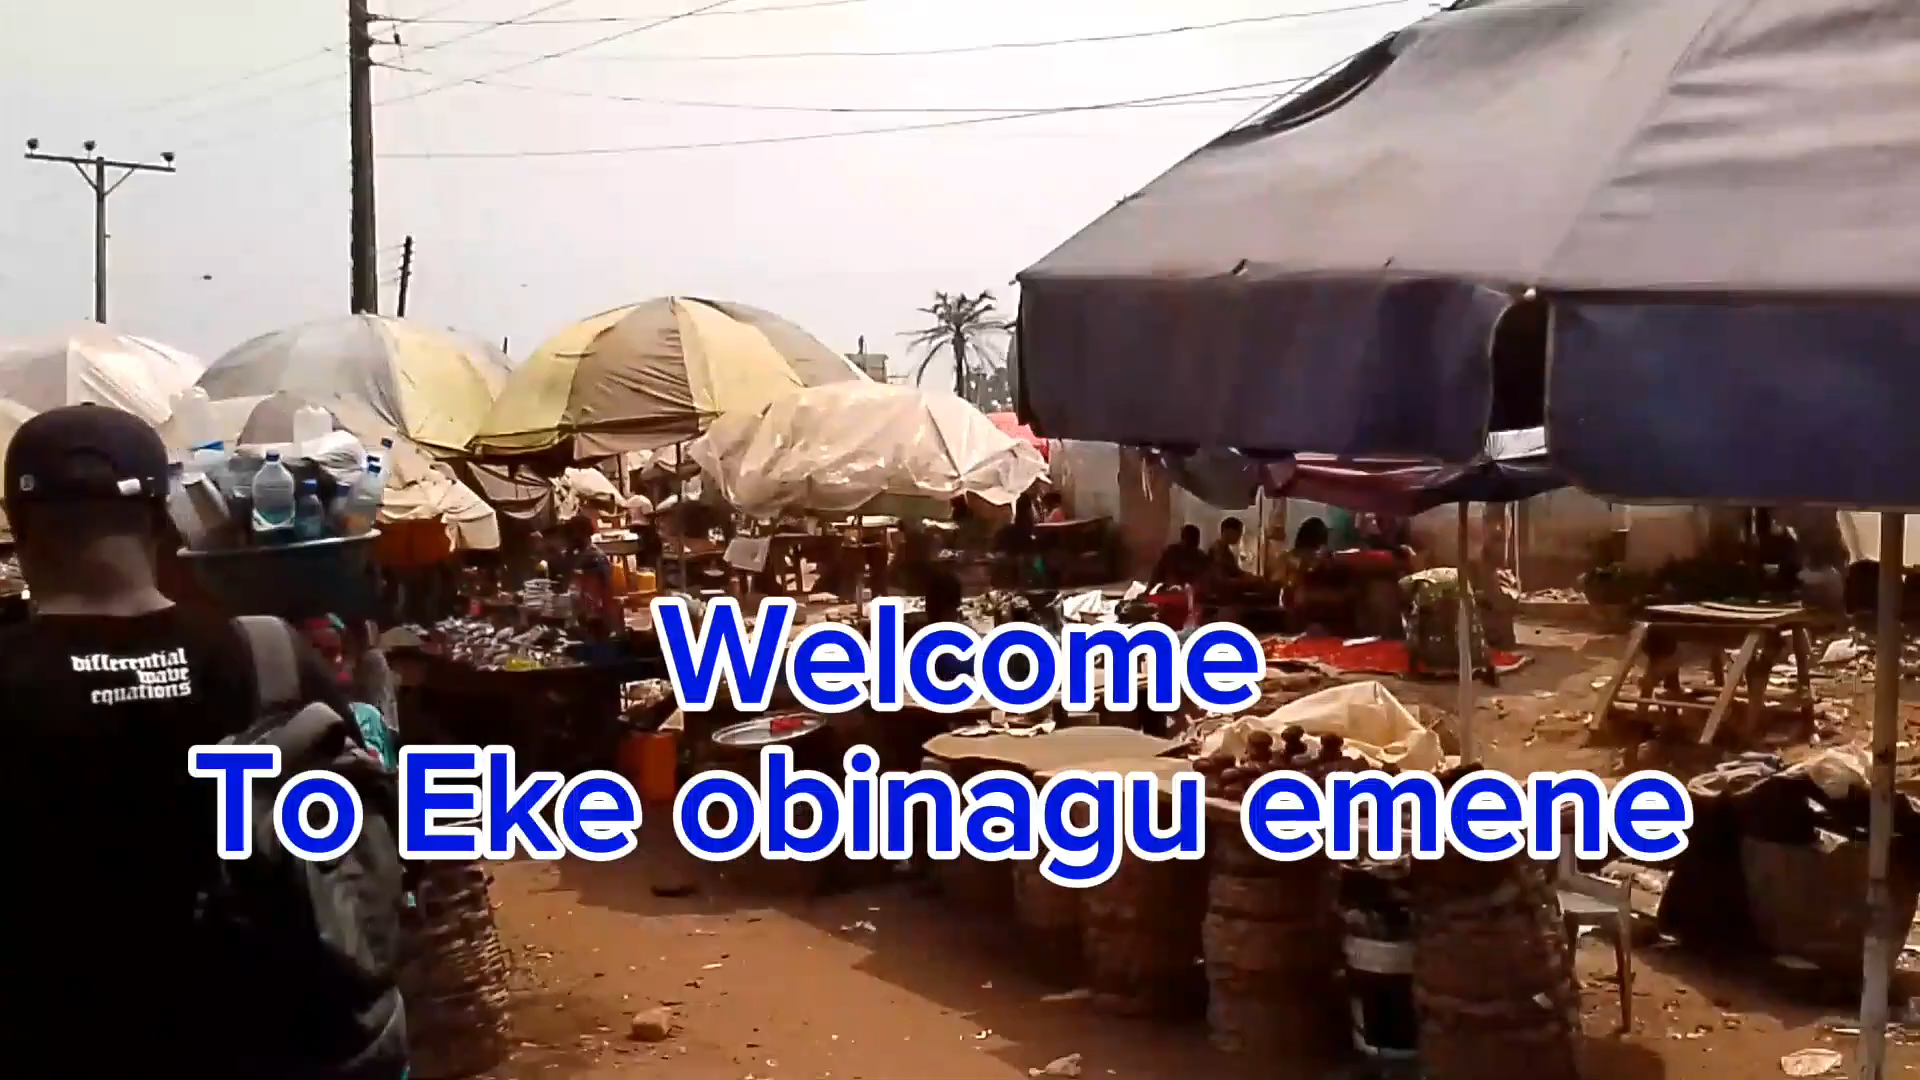 differential
wave
equations
Welcome
To Eke obinagu emene